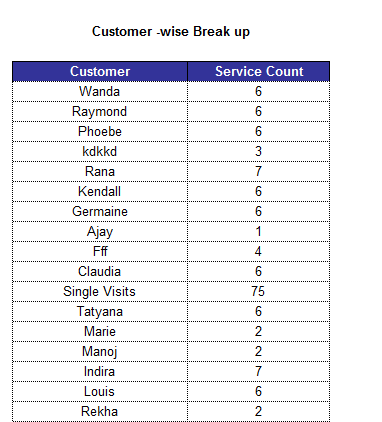 Customer -wise Break up
Customer Service Count
Wanda 6
Raymond 6
Phoebe 6
kdkkd 3
Rana 7
Kendall 6
Germaine 6
Ajay 1
Fff 4
Claudia 6
Single Visits 75
Tatyana 6
Marie 2
Manoj 2
Indira 7
Louis 6
Rekha 2